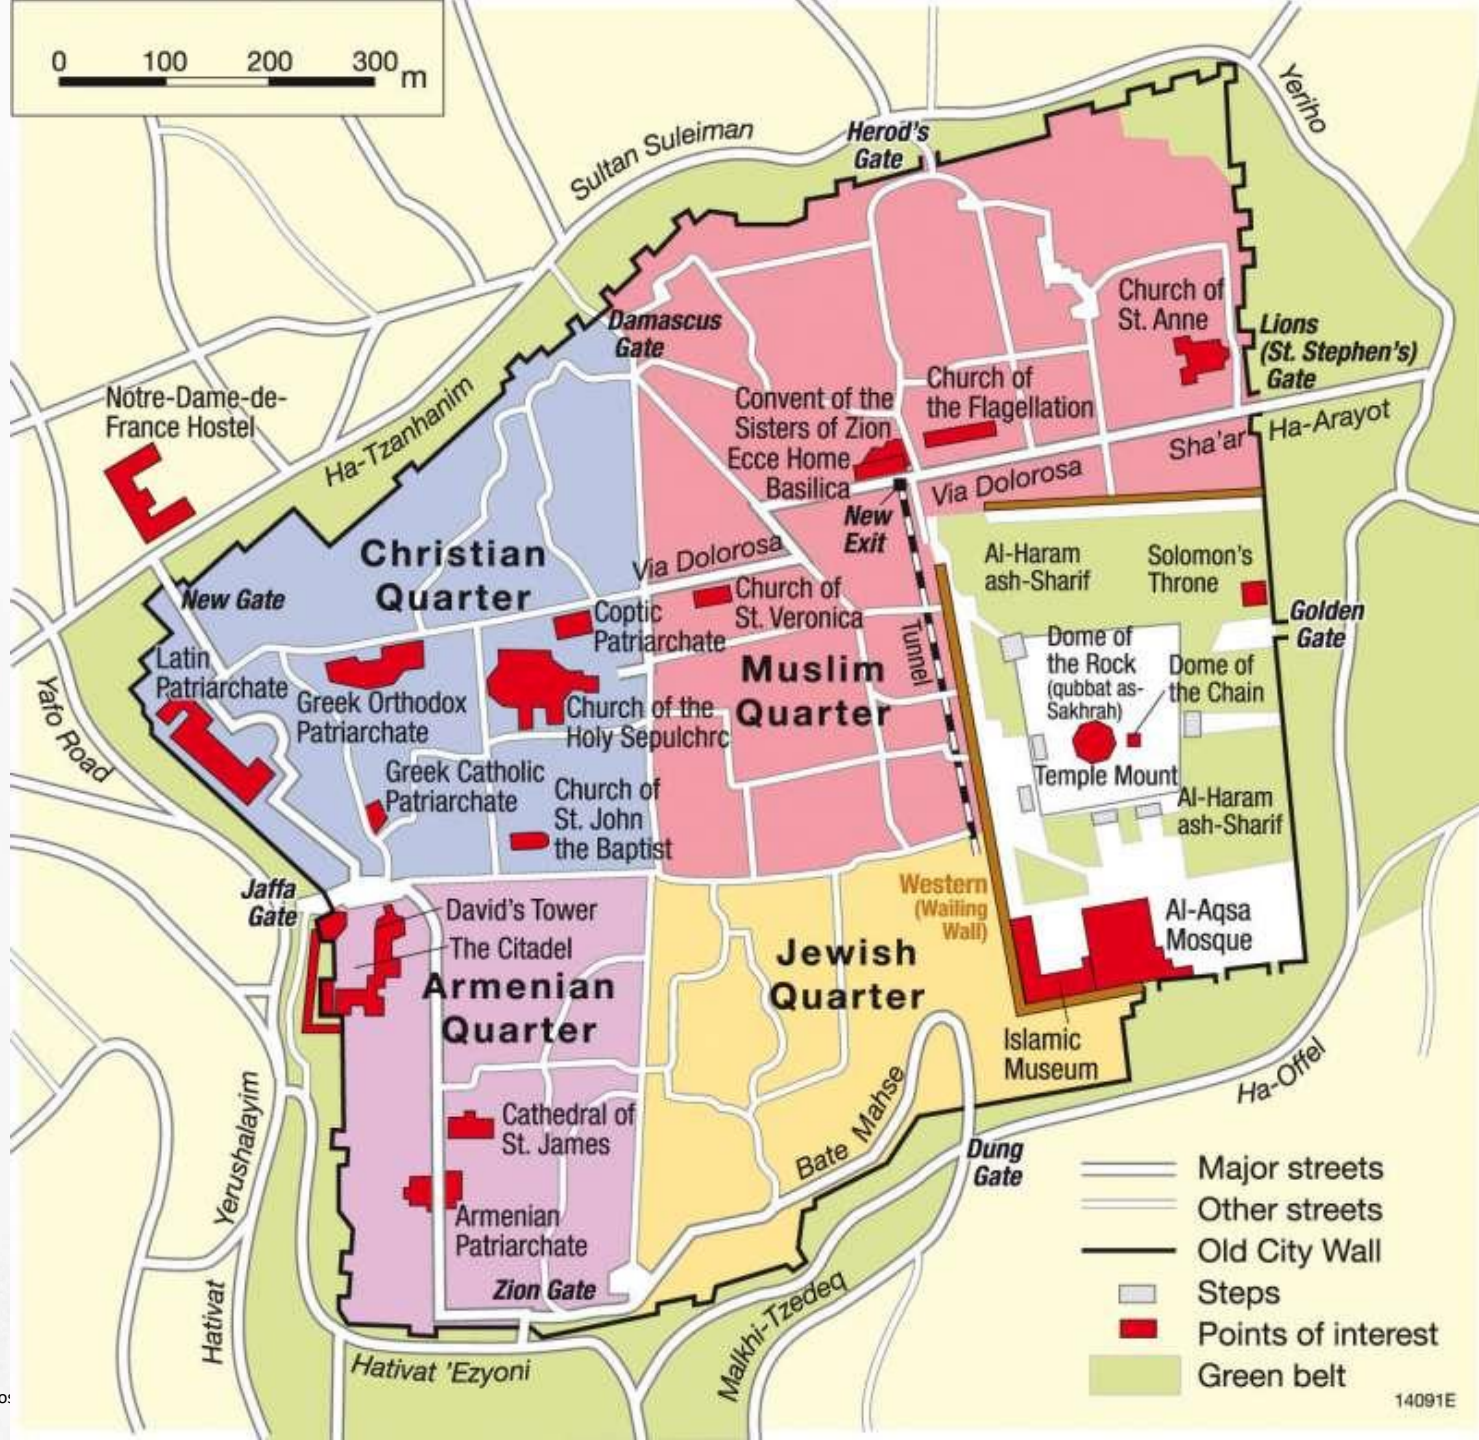 0 100 200 300 m
Yeriho
Sultan Suleiman
Herod's
Gate
Damascus
Gate
Church of
St. Anne
Lions
(St. Stephen's)
Gate
Notre-Dame-de-
France Hostel
Ha-Tzanhanim
Convent of the
Sisters of Zion
Ecce Home
Basilica
Church of
the Flagellation
Sha'ar
Ha-Arayot
Via Dolorosa
New
Exit
Christian
Quarter
Via Dolorosa
Al-Haram
ash-Sharif
Solomon's
Throne
New Gate
Coptic
Patriarchate
Church of
St. Veronica
Tunnel
Golden
Gate
Latin
Patriarchate
Greek Orthodox
Patriarchate
Church of the
Holy Sepulchrc
Muslim
Quarter
Dome of
the Rock
(qubbat as-
Sakhrah)
Dome of
the Chain
Yafo Road
Greek Catholic
Patriarchate
Church of
St. John
the Baptist
Temple Mount
Al-Haram
ash-Sharif
Jaffa
Gate
David's Tower
The Citadel
Western
(Wailing
Wall)
Al-Aqsa
Mosque
Armenian
Quarter
Jewish
Quarter
Islamic
Museum
Ha-Offel
Yerushalayim
Hativat
Cathedral of
St. James
Bate Mahse
Dung
Gate
Armenian
Patriarchate
Zion Gate
Malkhi-Tzedeq
Hativat 'Ezyoni
Major streets
Other streets
Old City Wall
Steps
Points of interest
Green belt
14091E